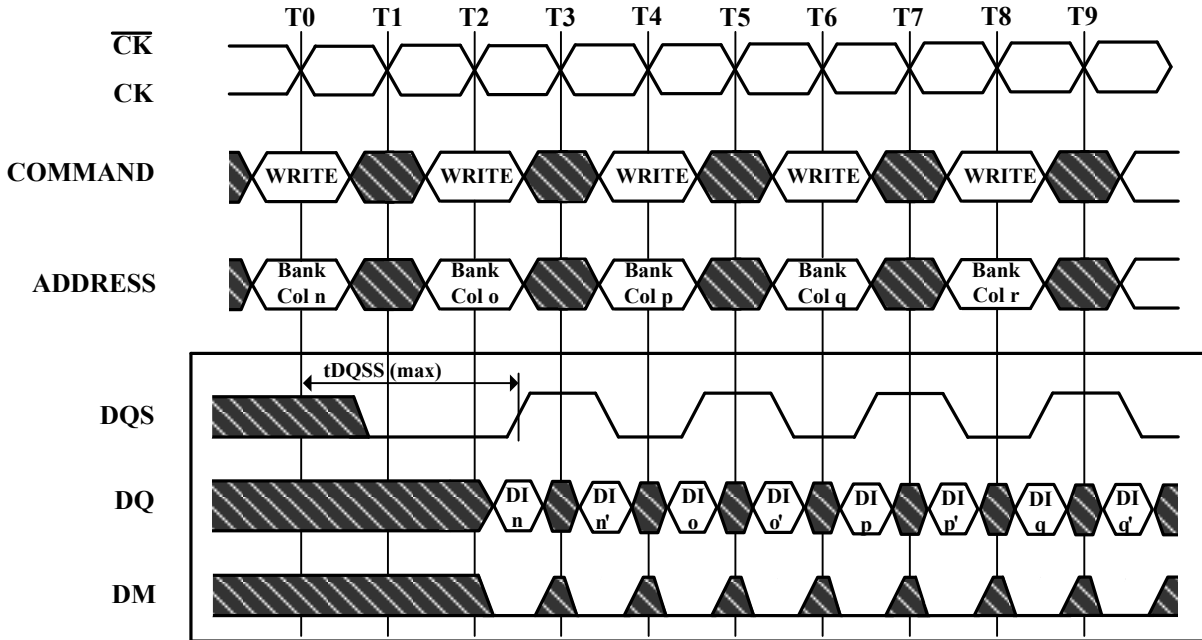 T0 T1 T2 T3 T4 T5 T6 T7 T8 T9
CK
CK
COMMAND WRITE WRITE WRITE WRITE WRITE
ADDRESS Bank Bank Bank Bank Bank
Col n Col o Col p Col q Col r
tDQSS (max)
DQS
DQ DI DI DI DI DI DI DI DI
n n' o o' p p' q q'
DM